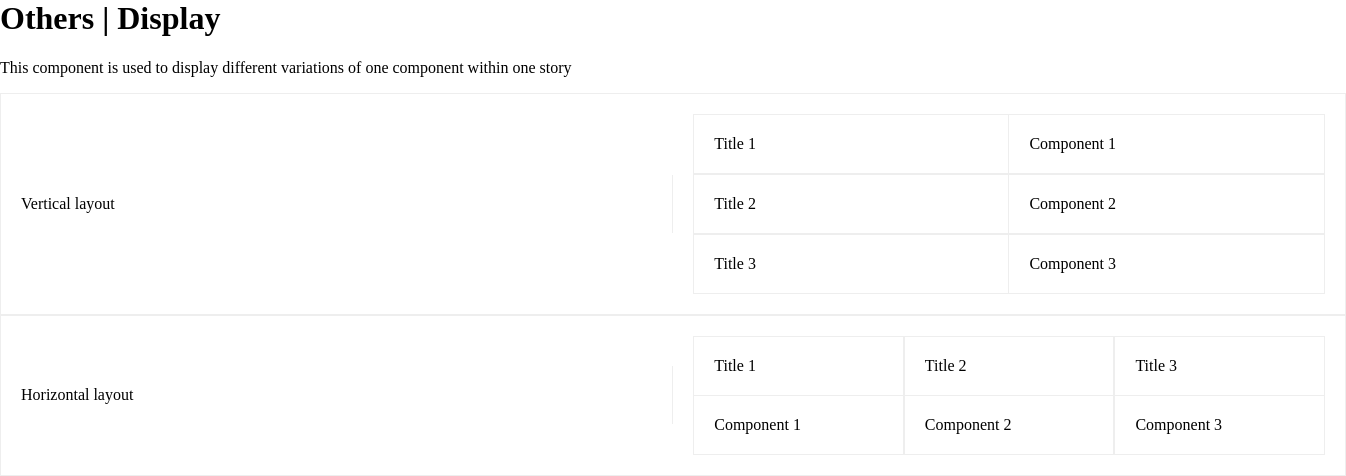 Others | Display
This component is used to display different variations of one component within one story
Vertical layout
Title 1 Component 1
Title 2 Component 2
Title 3 Component 3
Horizontal layout
Title 1 Title 2 Title 3
Component 1 Component 2 Component 3